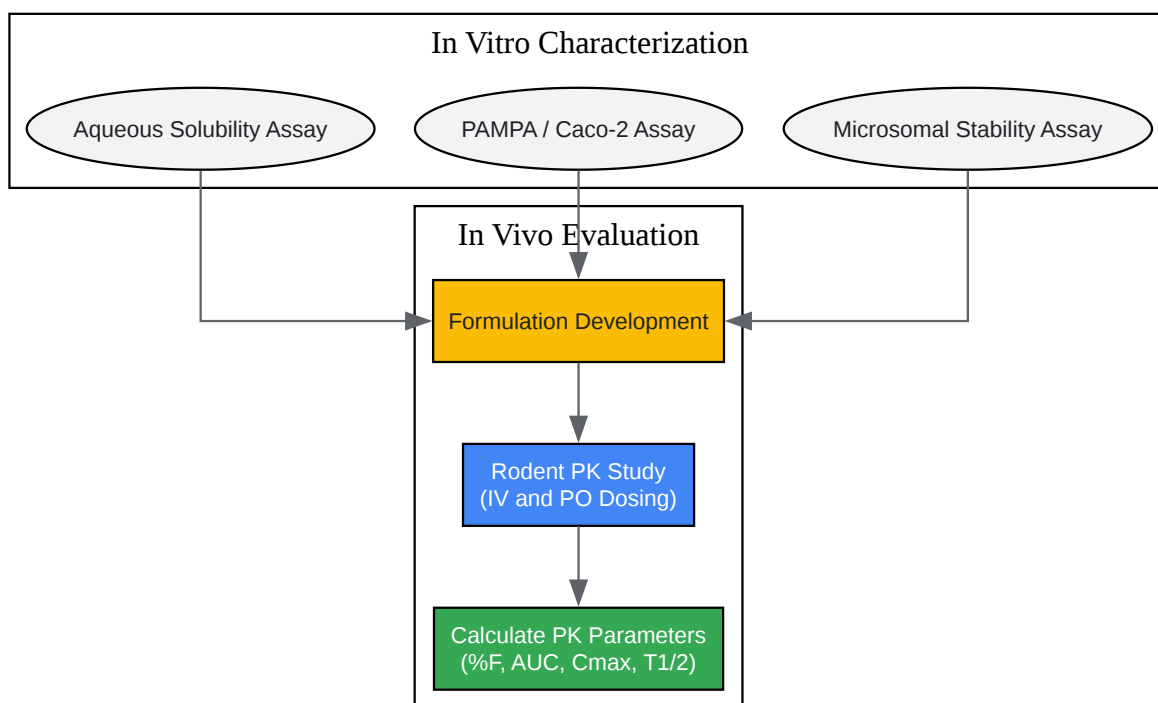 In Vitro Characterization
Aqueous Solubility Assay
PAMPA / Caco-2 Assay
Microsomal Stability Assay
In Vivo Evaluation
Formulation Development
Rodent PK Study
(IV and PO Dosing)
Calculate PK Parameters
(%F, AUC, Cmax, T1/2)